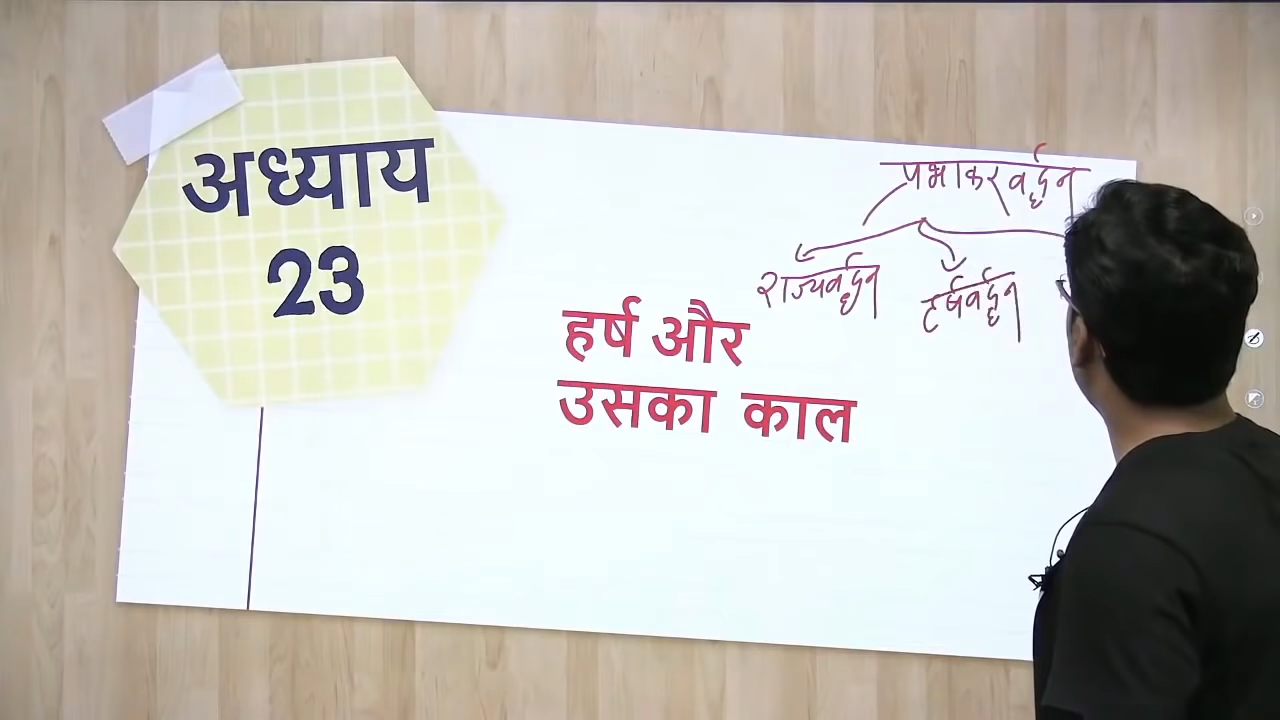 अध्याय
23
प्रभाकरवर्द्धन
राज्यवर्द्धन
हर्षवर्द्धन
हर्ष और
उसका काल